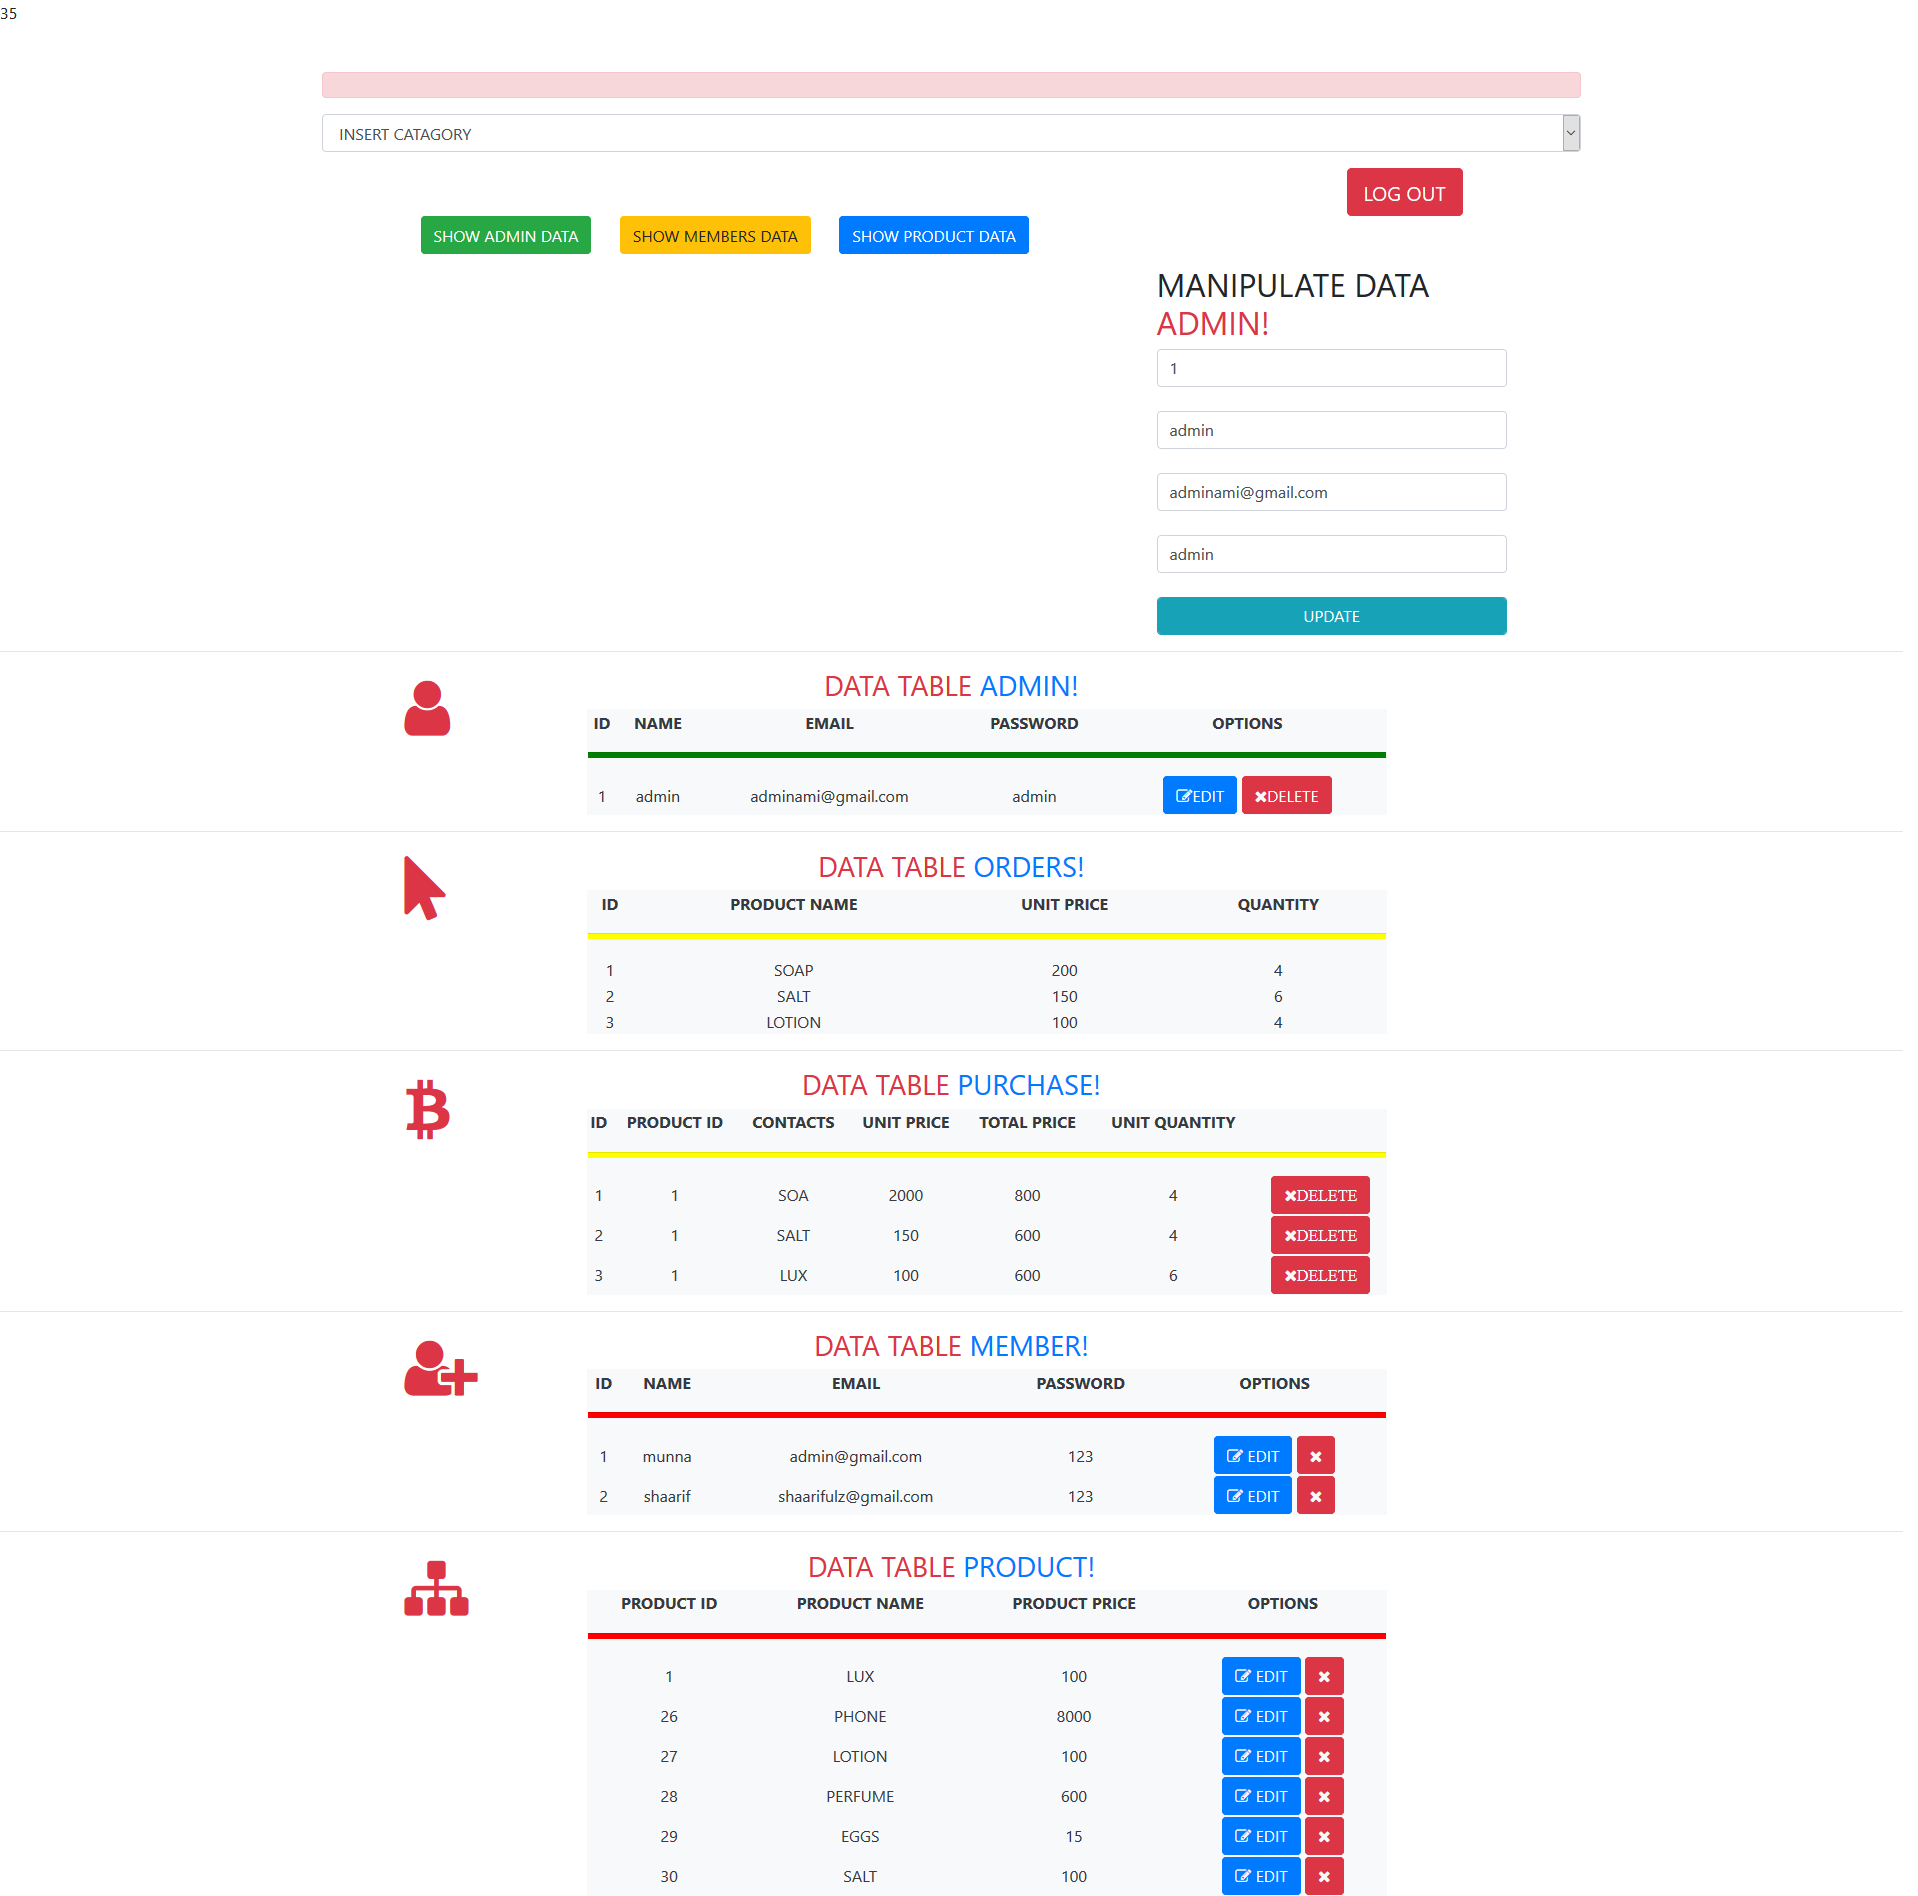 35
INSERT CATAGORY
LOG OUT
SHOW ADMIN DATA SHOW MEMBERS DATA SHOW PRODUCT DATA
MANIPULATE DATA
ADMIN!
1
admin
adminami@gmail.com
admin
UPDATE
DATA TABLE ADMIN!
ID NAME EMAIL PASSWORD OPTIONS
1 admin adminami@gmail.com admin EDIT DELETE
DATA TABLE ORDERS!
ID PRODUCT NAME UNIT PRICE QUANTITY
1 SOAP 200 4
2 SALT 150 6
3 LOTION 100 4
DATA TABLE PURCHASE!
ID PRODUCT ID CONTACTS UNIT PRICE TOTAL PRICE UNIT QUANTITY
1 1 SOA 2000 800 4 DELETE
2 1 SALT 150 600 4 DELETE
3 1 LUX 100 600 6 DELETE
DATA TABLE MEMBER!
ID NAME EMAIL PASSWORD OPTIONS
1 munna admin@gmail.com 123 EDIT
2 shaarif shaarifulz@gmail.com 123 EDIT
DATA TABLE PRODUCT!
PRODUCT ID PRODUCT NAME PRODUCT PRICE OPTIONS
1 LUX 100 EDIT
26 PHONE 8000 EDIT
27 LOTION 100 EDIT
28 PERFUME 600 EDIT
29 EGGS 15 EDIT
30 SALT 100 EDIT